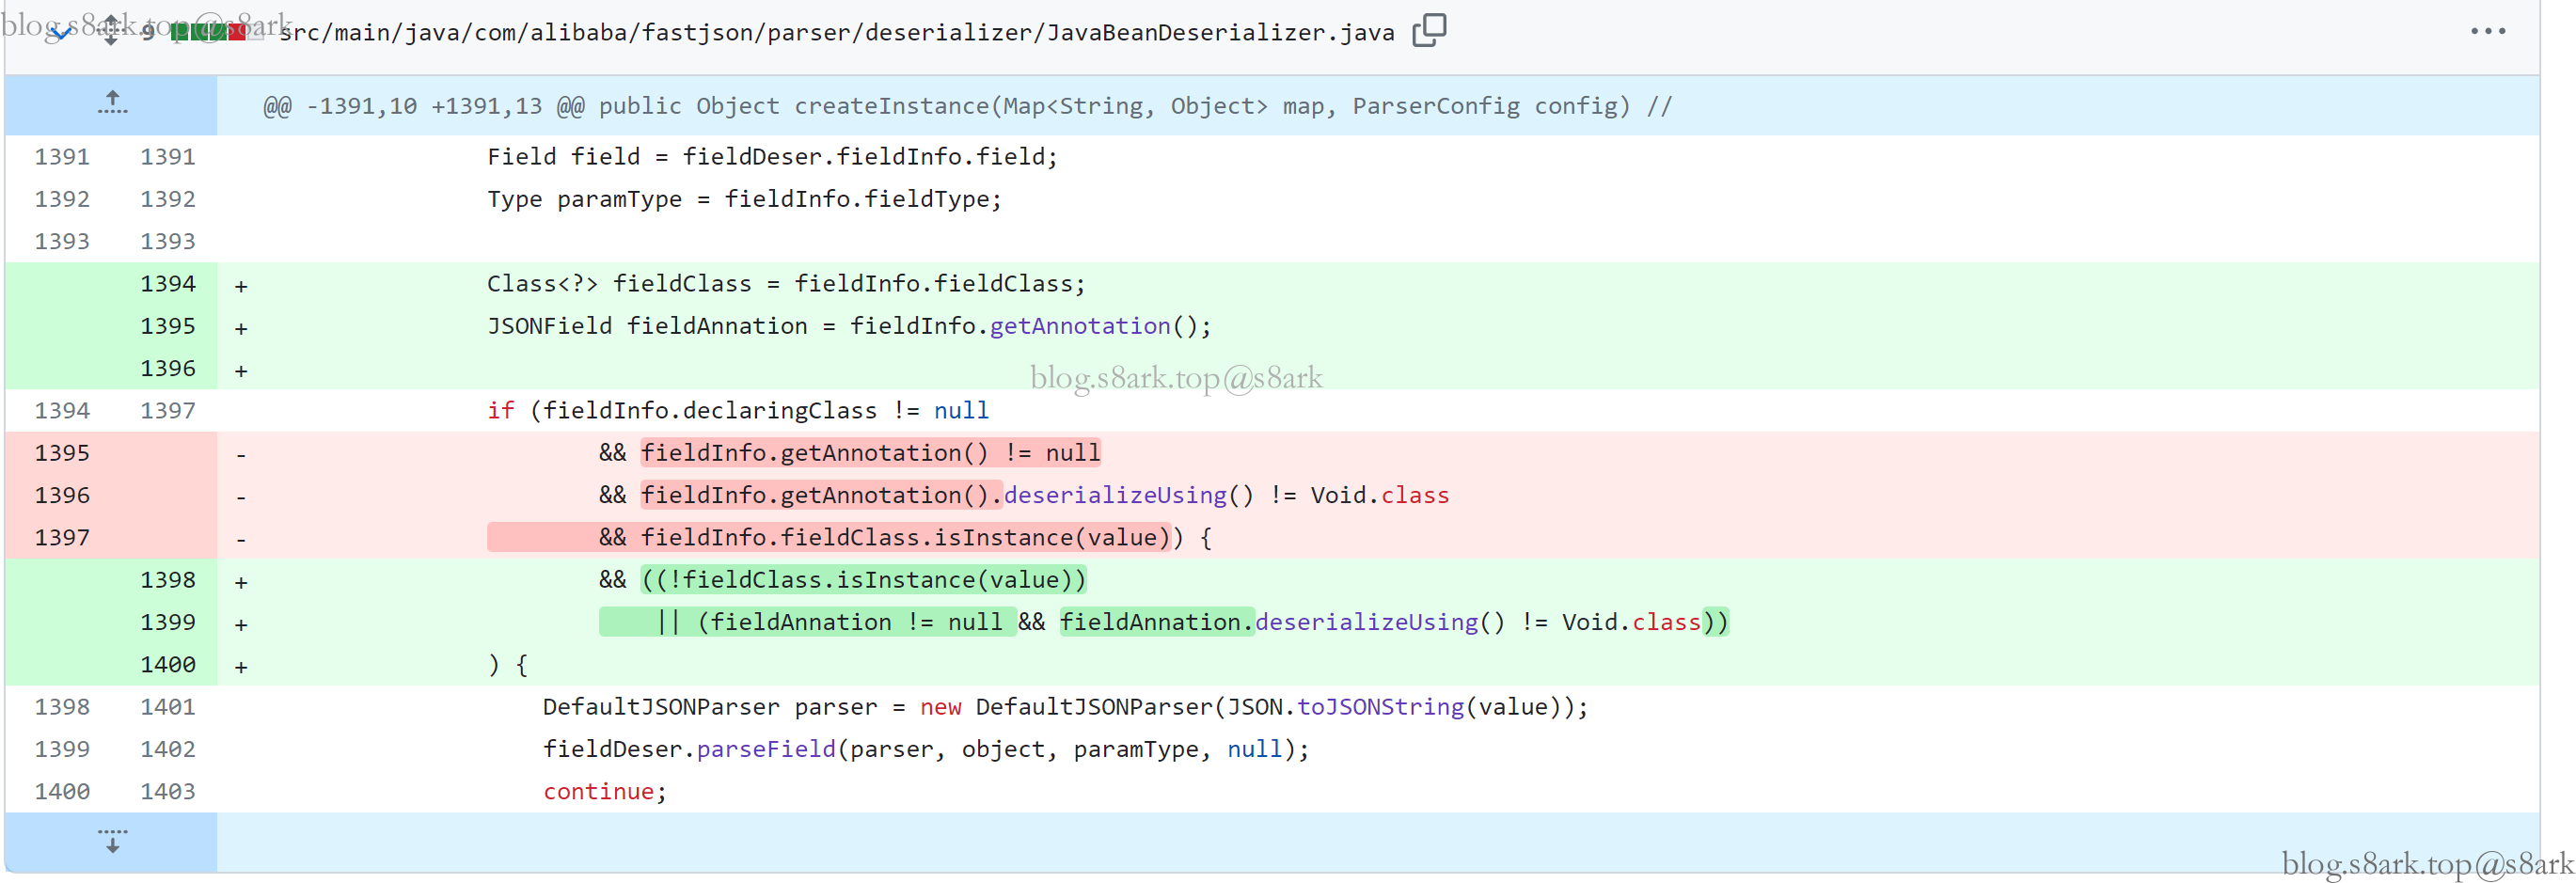 blog.s8ark.top@s8ark
9 src/main/java/com/alibaba/fastjson/parser/deserializer/JavaBeanDeserializer.java
@@ -1391,10 +1391,13 @@ public Object createInstance(Map<String, Object> map, ParserConfig config) //
1391 1391 Field field = fieldDeser.fieldInfo.field;
1392 1392 Type paramType = fieldInfo.fieldType;
1393 1393
1394 + Class<?> fieldClass = fieldInfo.fieldClass;
1395 + JSONField fieldAnnation = fieldInfo.getAnnotation();
1396 +
blog.s8ark.top@s8ark
1394 1397 if (fieldInfo.declaringClass != null
1395 - && fieldInfo.getAnnotation() != null
1396 - && fieldInfo.getAnnotation().deserializeUsing() != Void.class
1397 - && fieldInfo.fieldClass.isInstance(value)) {
1398 + && ((!fieldClass.isInstance(value))
1399 + || (fieldAnnation != null && fieldAnnation.deserializeUsing() != Void.class))
1400 + ) {
1398 1401 DefaultJSONParser parser = new DefaultJSONParser(JSON.toJSONString(value));
1399 1402 fieldDeser.parseField(parser, object, paramType, null);
1400 1403 continue;
blog.s8ark.top@s8ark